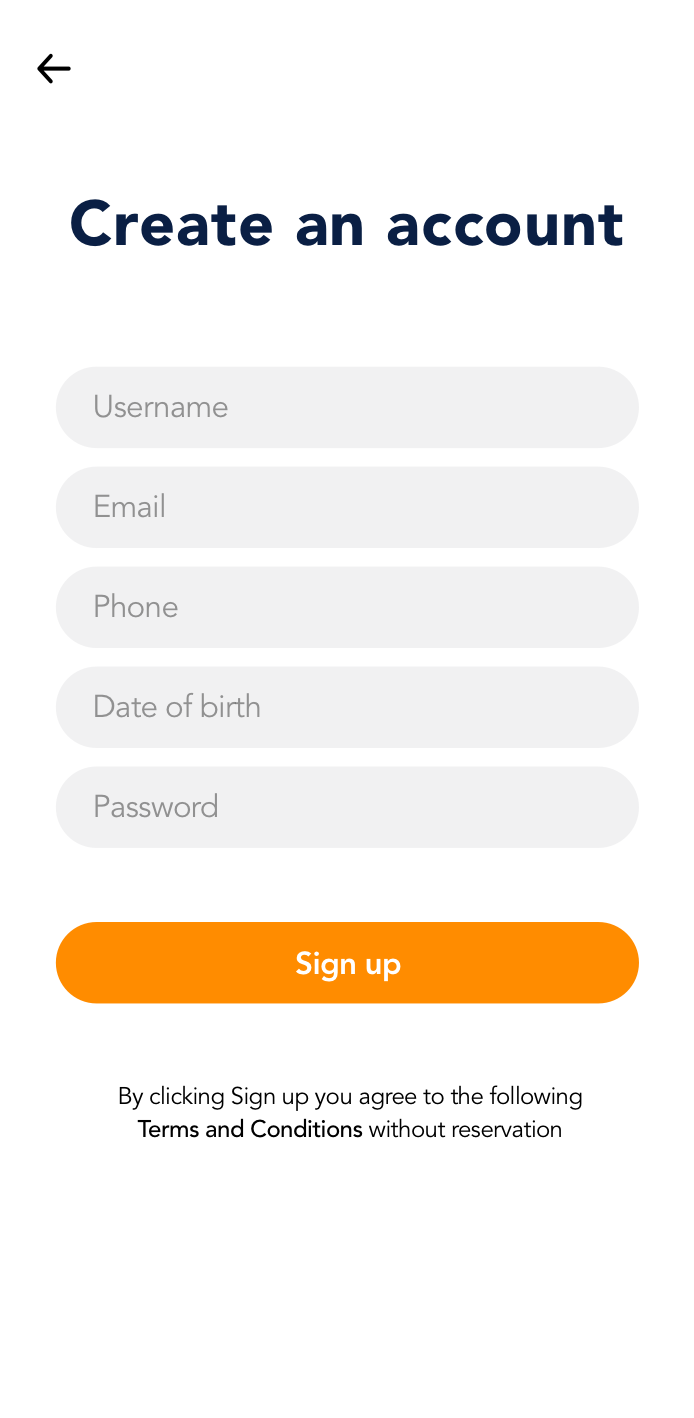 Create an account
Username
Email
Phone
Date of birth
Password
Sign up
By clicking Sign up you agree to the following
Terms and Conditions without reservation